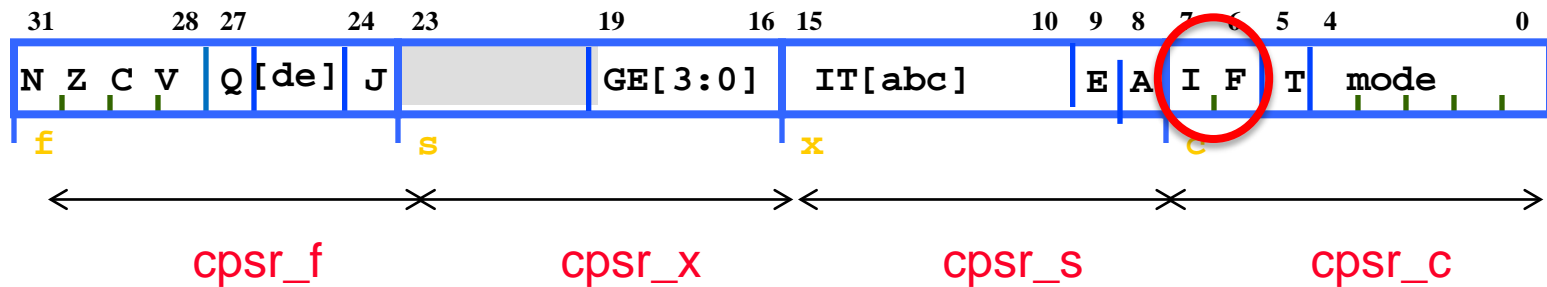 31 28 27 24 23 19 16 15 10 9 8 7 6 5 4 0
N Z C V Q [de] J GE[3:0] IT[abc] E A I F T mode
f s x c
cpsr_f cpsr_x cpsr_s cpsr_c